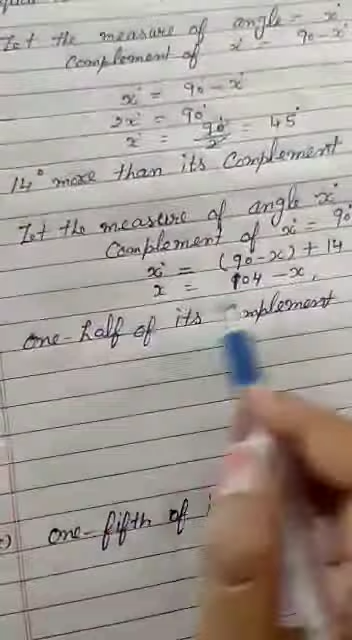 Let the measure of angle = x°
Complement of x° = 90 - x°
x° = 90° - x°
2x° = 90°
x° = 90°/2 = 45°
14° more than its Complement
Let the measure of angle x°
Complement of x° = 90°
x° = (90 - x) + 14
x = 104 - x.
one-half of its Complement
one-fifth of